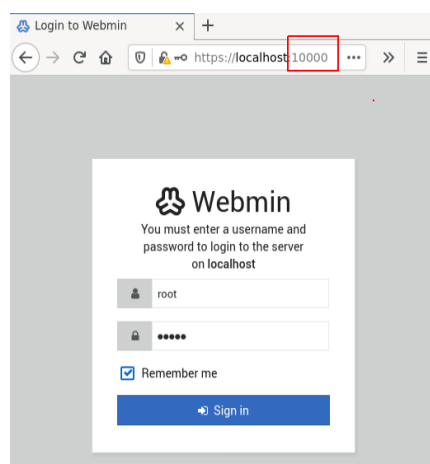 Login to Webmin
https://localhost:10000
Webmin
You must enter a username and
password to login to the server
on localhost
root
•••••
Remember me
Sign in